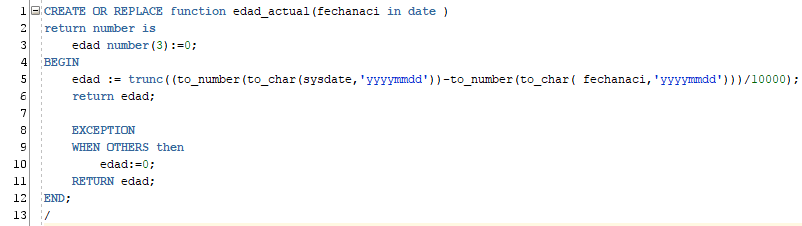 1 CREATE OR REPLACE function edad_actual(fechanaci in date )
2 return number is
3     edad number(3):=0;
4 BEGIN
5     edad := trunc((to_number(to_char(sysdate,'yyyymmdd'))-to_number(to_char( fechanaci,'yyyymmdd')))/10000);
6     return edad;
7
8     EXCEPTION
9     WHEN OTHERS then
10         edad:=0;
11     RETURN edad;
12 END;
13 /